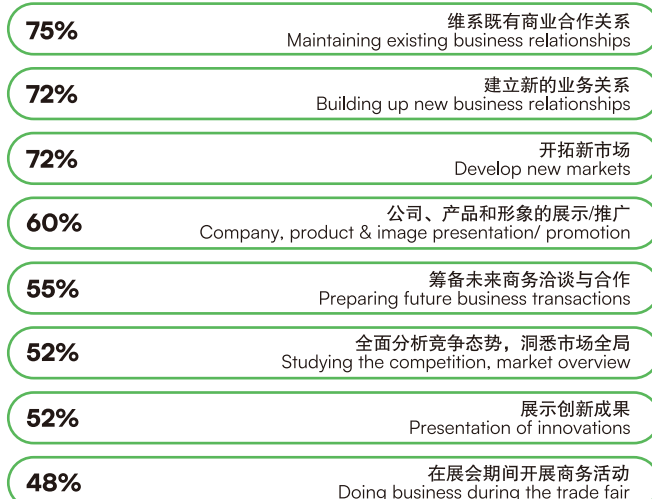 75%
维系既有商业合作关系
Maintaining existing business relationships
72%
建立新的业务关系
Building up new business relationships
72%
开拓新市场
Develop new markets
60%
公司、产品和形象的展示/推广
Company, product & image presentation/ promotion
55%
筹备未来商务洽谈与合作
Preparing future business transactions
52%
全面分析竞争态势，洞悉市场全局
Studying the competition, market overview
52%
展示创新成果
Presentation of innovations
48%
在展会期间开展商务活动
Doing business during the trade fair